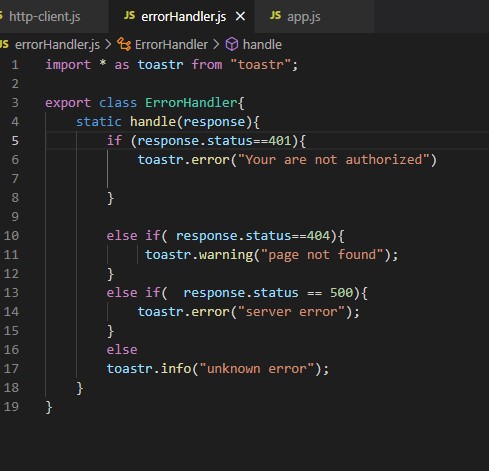 JS http-client.js JS errorHandler.js × JS app.js
JS errorHandler.js > ErrorHandler > handle
1 import * as toastr from "toastr";
2
3 export class ErrorHandler{
4 static handle(response){
5 if (response.status==401){
6 toastr.error("Your are not authorized")
7
8 }
9
10 else if( response.status==404){
11 toastr.warning("page not found");
12 }
13 else if(  response.status == 500){
14 toastr.error("server error");
15 }
16 else
17 toastr.info("unknown error");
18 }
19 }